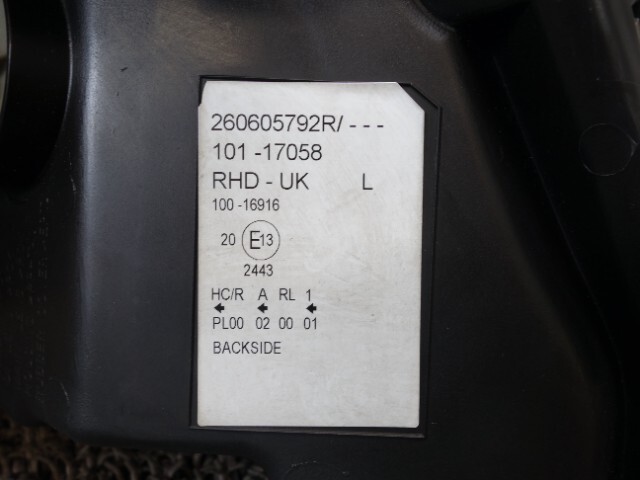 260605792R/ - - -
101 -17058
RHD - UK L
100 -16916
20 E13
2443
HC/R A RL 1
PL00 02 00 01
BACKSIDE